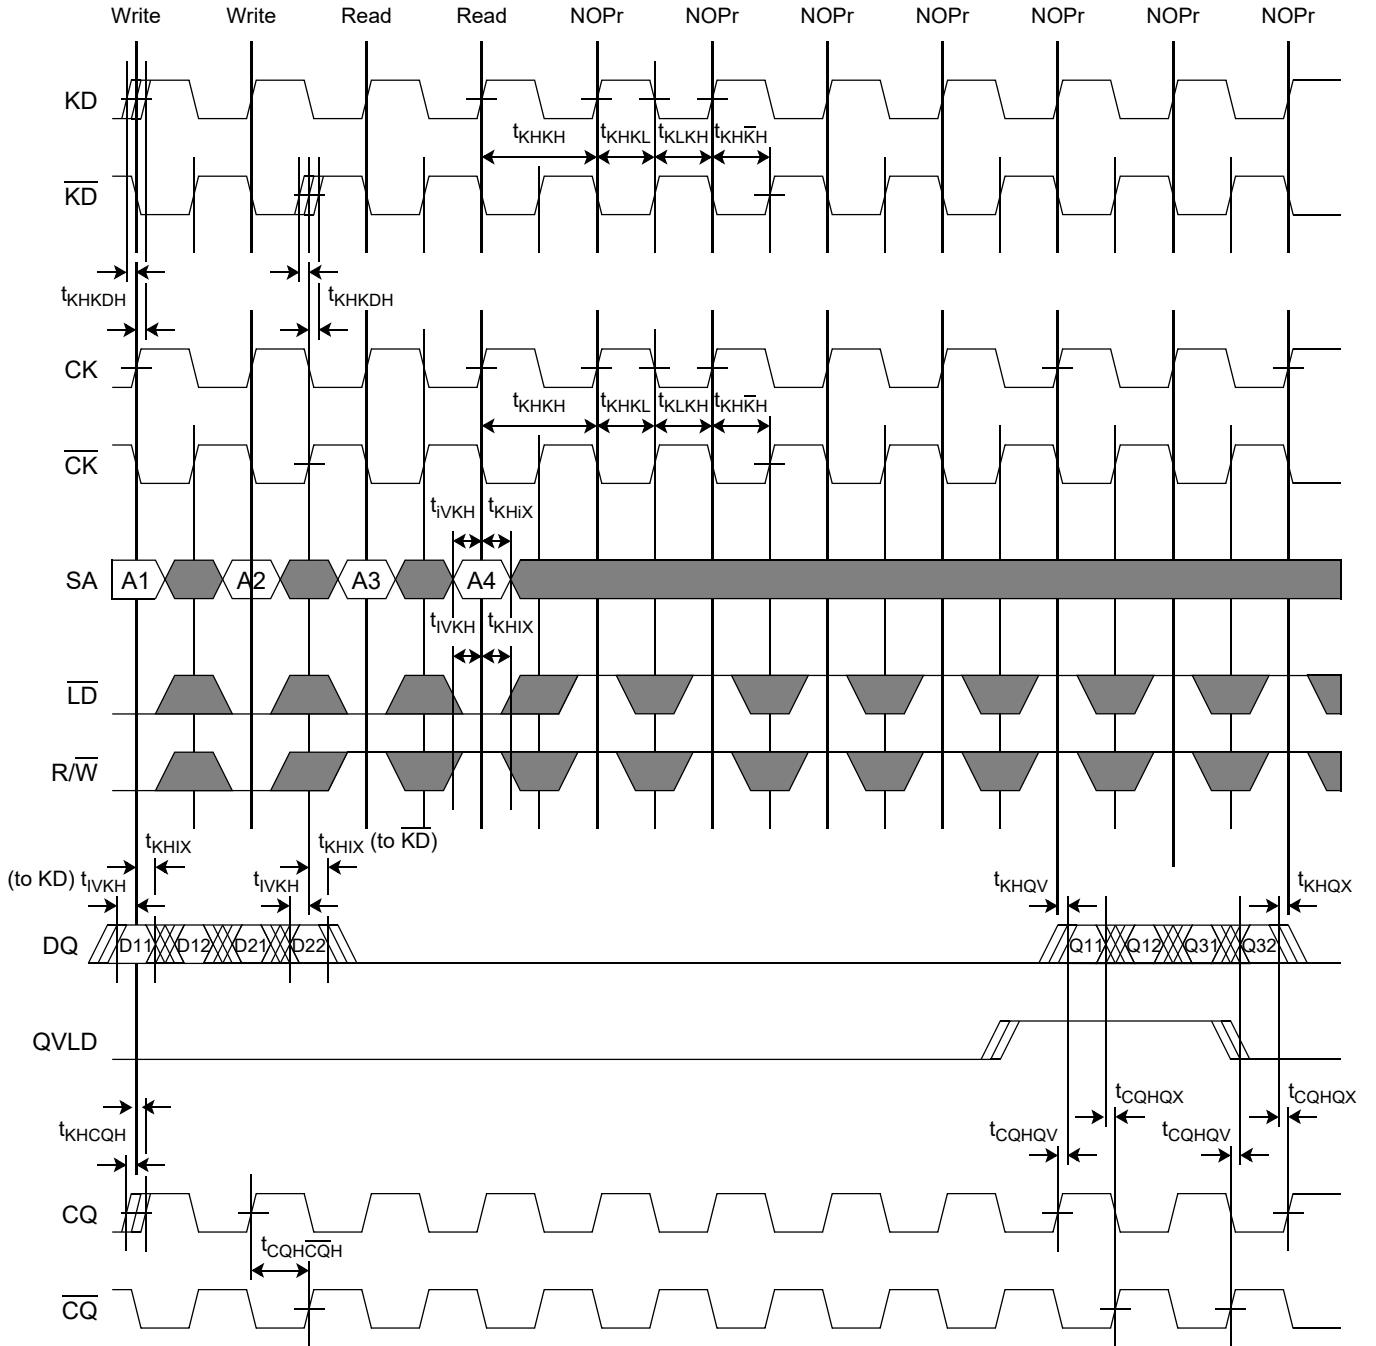 Write Write Read Read NOPr NOPr NOPr NOPr NOPr NOPr NOPr
KD
tKHKH tKHKL tKLKH tKHK̅H
K̅D̅
tKHKDH tKHKDH
CK
tKHKH tKHKL tKLKH tKHK̅H
C̅K̅
tiVKH tKHiX
SA A1 A2 A3 A4
tIVKH tKHIX
L̅D̅
R/W̅
tKHIX tKHIX (to K̅D̅)
(to KD) tIVKH tIVKH tKHQV tKHQX
DQ D11 D12 D21 D22 Q11 Q12 Q31 Q32
QVLD
tCQHQX tCQHQX
tKHCQH tCQHQV tCQHQV
CQ
tCQHC̅Q̅H
C̅Q̅